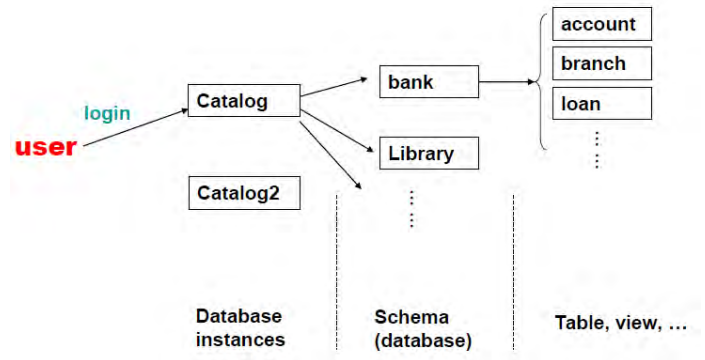 account
branch
bank
loan
Catalog
login
user
Library
Catalog2
Database
instances
Schema
(database)
Table, view, ...